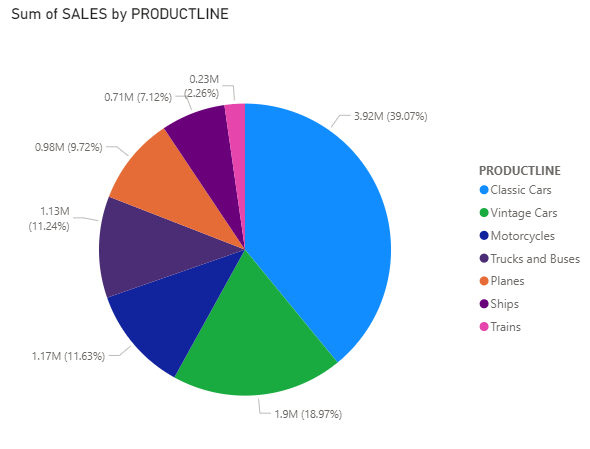 Sum of SALES by PRODUCTLINE
0.23M
(2.26%)
0.71M (7.12%)
3.92M (39.07%)
0.98M (9.72%)
1.13M
(11.24%)
1.17M (11.63%)
1.9M (18.97%)
PRODUCTLINE
Classic Cars
Vintage Cars
Motorcycles
Trucks and Buses
Planes
Ships
Trains